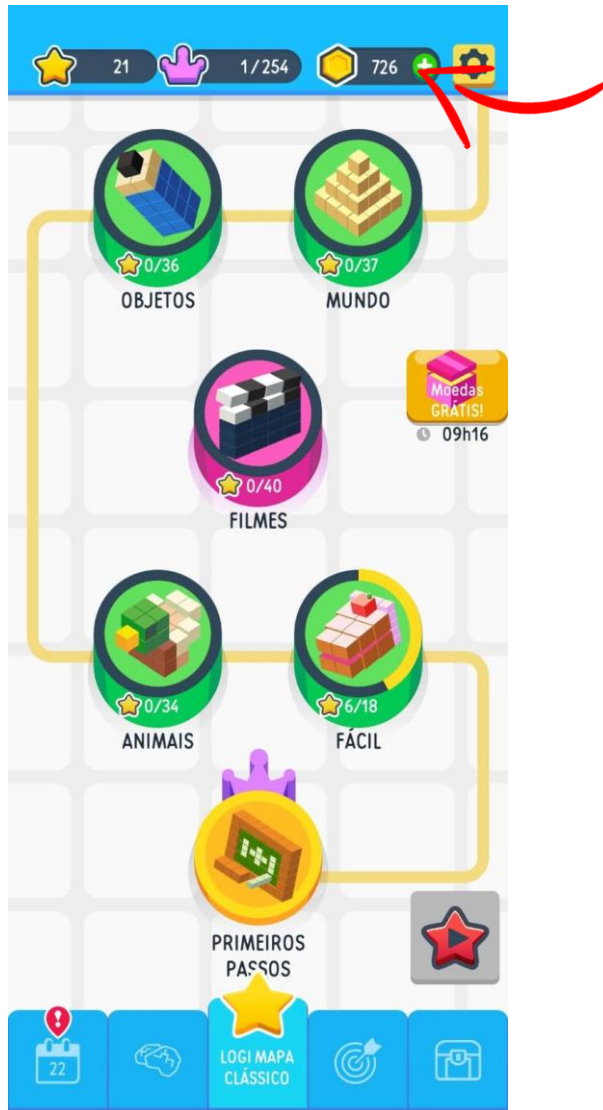 21
1/254
726
0/36
0/37
OBJETOS
MUNDO
Moedas
GRÁTIS!
09h16
0/40
FILMES
0/34
6/18
ANIMAIS
FÁCIL
1+1
PRIMEIROS
PASSOS
22
LOGI MAPA
CLÁSSICO